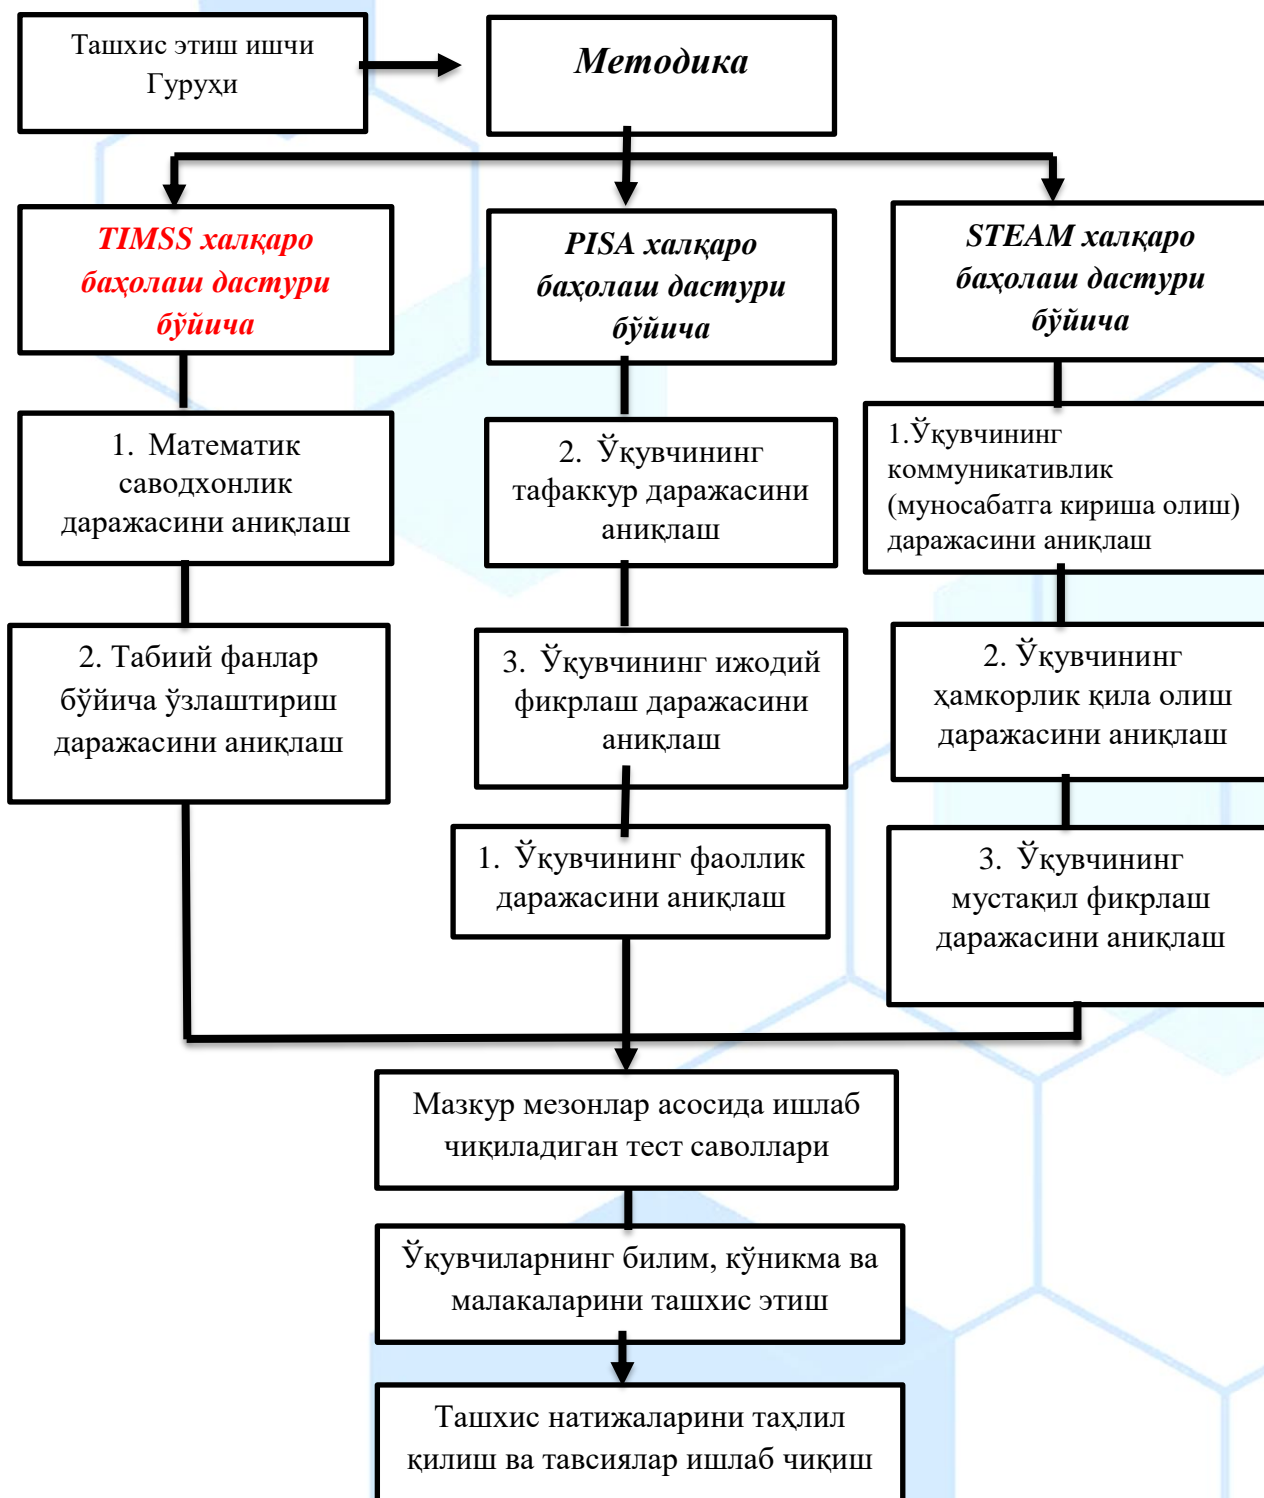 Ташхис этиш ишчи
Гуруҳи
Методика
TIMSS халқаро
баҳолаш дастури
бўйича
PISA халқаро
баҳолаш дастури
бўйича
STEAM халқаро
баҳолаш дастури
бўйича
1. Математик
саводхонлик
даражасини аниқлаш
2. Ўқувчининг
тафаккур даражасини
аниқлаш
1.Ўқувчининг
коммуникативлик
(муносабатга кириша олиш)
даражасини аниқлаш
2. Табиий фанлар
бўйича ўзлаштириш
даражасини аниқлаш
3. Ўқувчининг ижодий
фикрлаш даражасини
аниқлаш
2. Ўқувчининг
ҳамкорлик қила олиш
даражасини аниқлаш
1. Ўқувчининг фаоллик
даражасини аниқлаш
3. Ўқувчининг
мустақил фикрлаш
даражасини аниқлаш
Мазкур мезонлар асосида ишлаб
чиқиладиган тест саволлари
Ўқувчиларнинг билим, кўникма ва
малакаларини ташхис этиш
Ташхис натижаларини таҳлил
қилиш ва тавсиялар ишлаб чиқиш